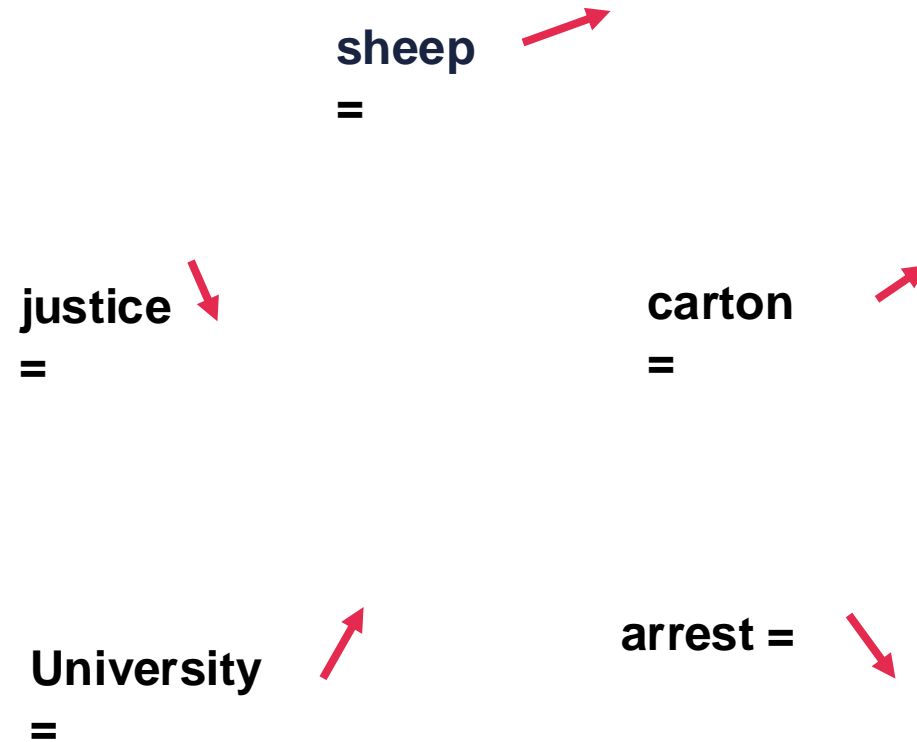 sheep
=
justice
=
carton
=
arrest =
University
=